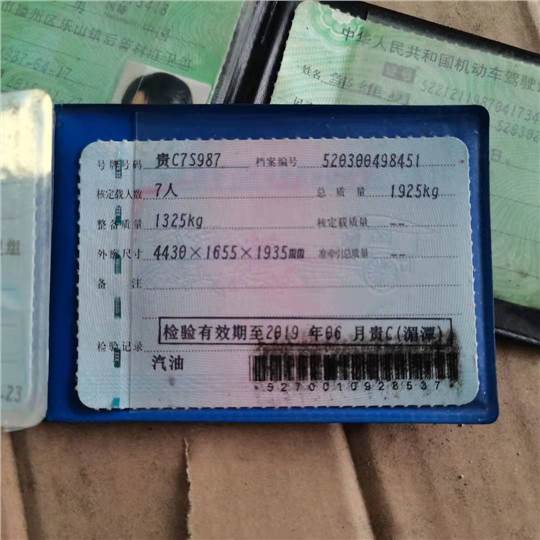 中华人民共和国机动车驾驶
证号
姓名
号牌号码 贵C7S987 档案编号 520300498451
核定载人数 7人 总质量 1925kg
整备质量 1325kg 核定载质量 --
外廓尺寸 4430×1655×1935 准牵引总质量 --
备注
检验有效期至2019 年06 月贵C(湄潭)
检验记录
汽油
*5270010928537*